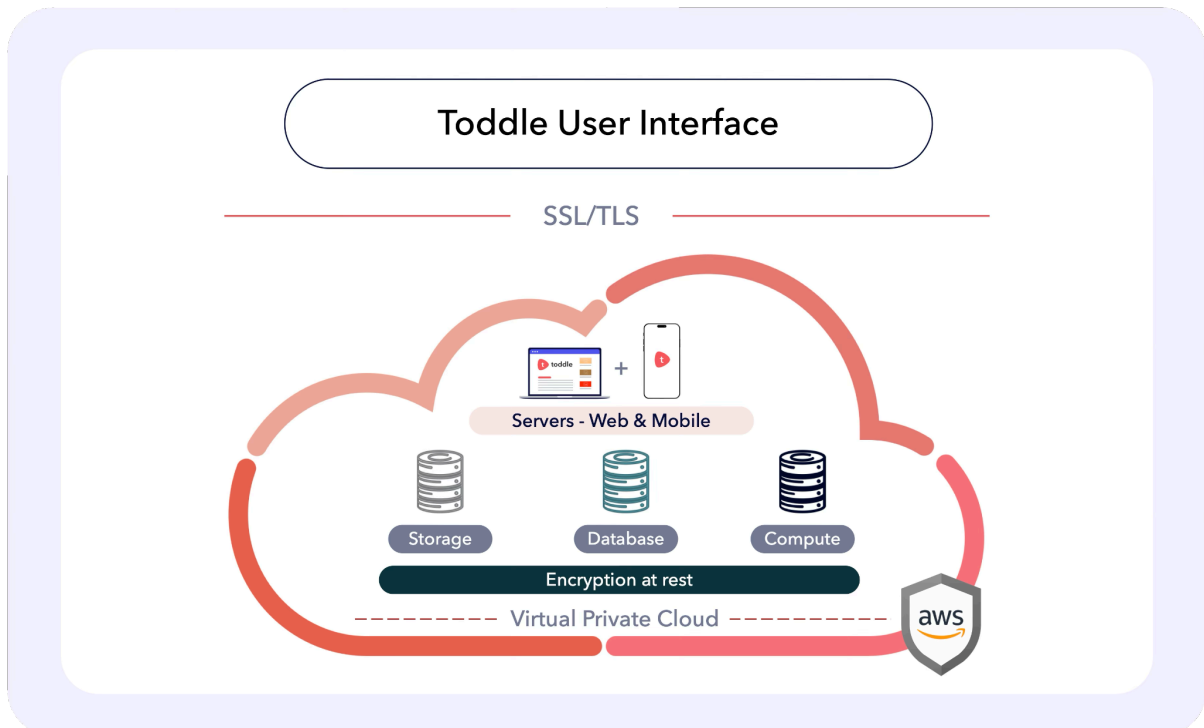 Toddle User Interface
SSL/TLS
t toddle
+
t
Servers - Web & Mobile
Storage
Database
Compute
Encryption at rest
Virtual Private Cloud
aws